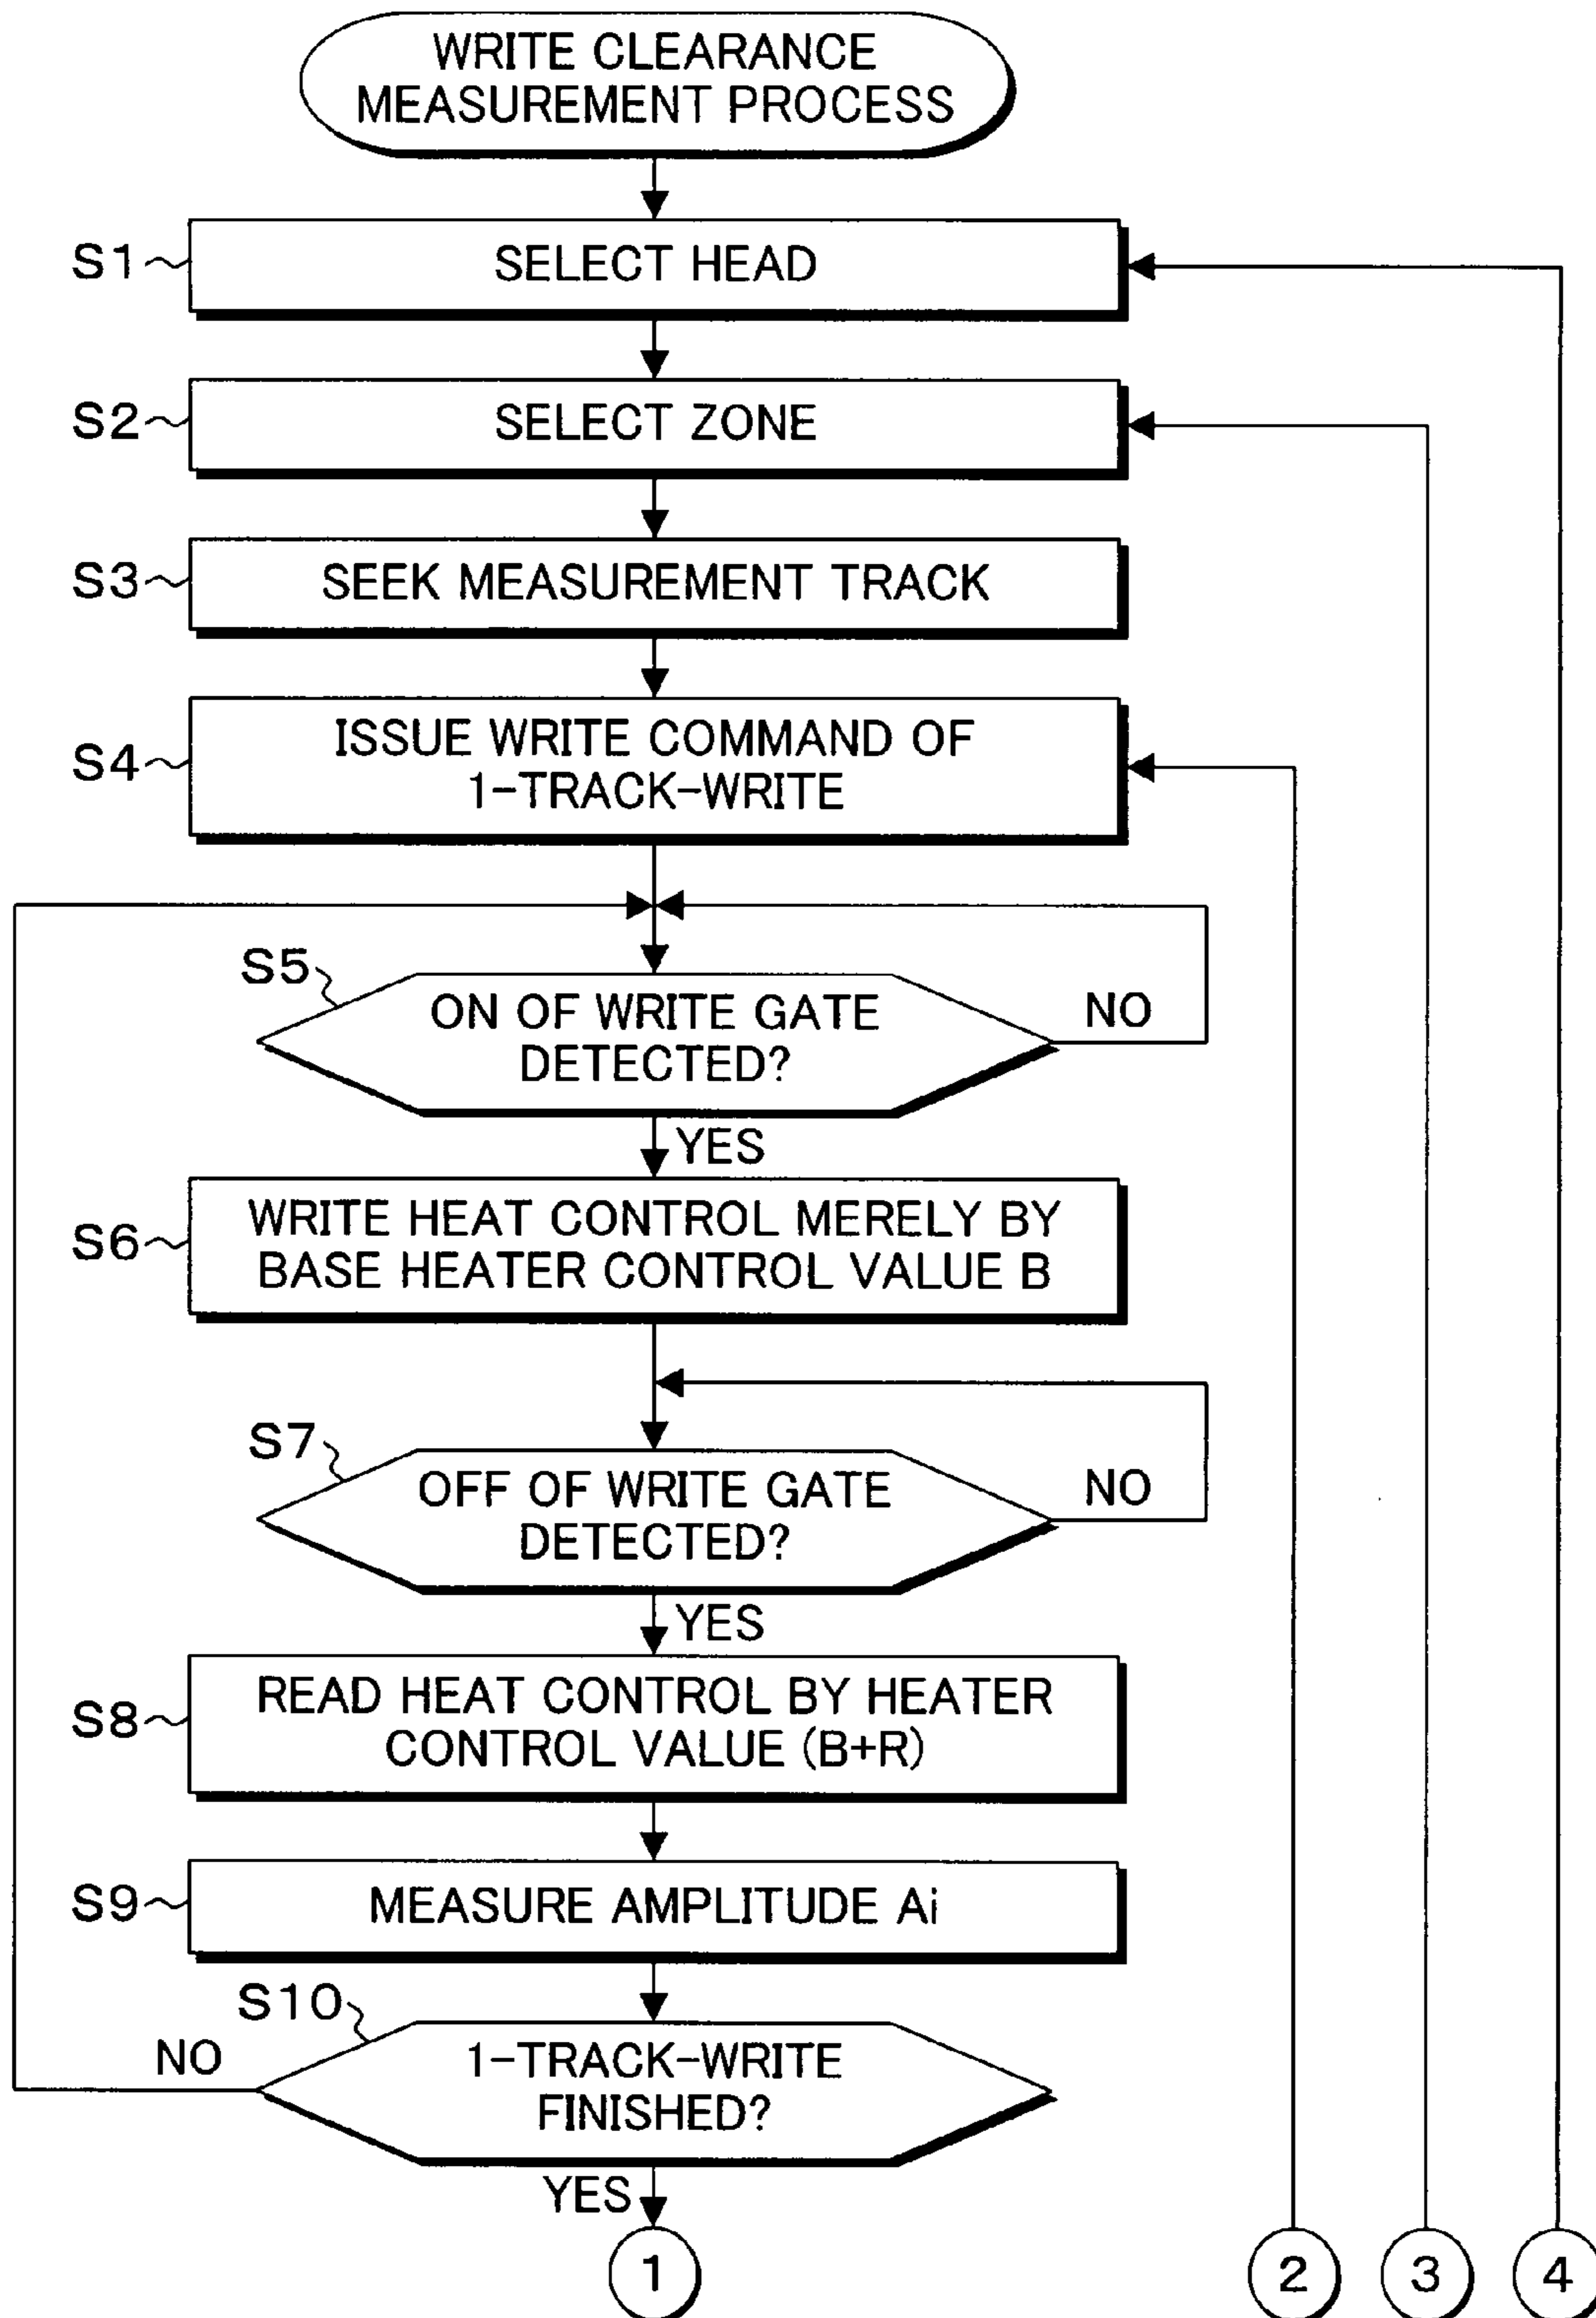 WRITE CLEARANCE
MEASUREMENT PROCESS
S1
SELECT HEAD
S2
SELECT ZONE
S3
SEEK MEASUREMENT TRACK
S4
ISSUE WRITE COMMAND OF
1-TRACK-WRITE
S5
ON OF WRITE GATE
DETECTED?
NO
YES
S6
WRITE HEAT CONTROL MERELY BY
BASE HEATER CONTROL VALUE B
S7
OFF OF WRITE GATE
DETECTED?
NO
YES
S8
READ HEAT CONTROL BY HEATER
CONTROL VALUE (B+R)
S9
MEASURE AMPLITUDE Ai
S10
NO
1-TRACK-WRITE
FINISHED?
YES
1
2
3
4